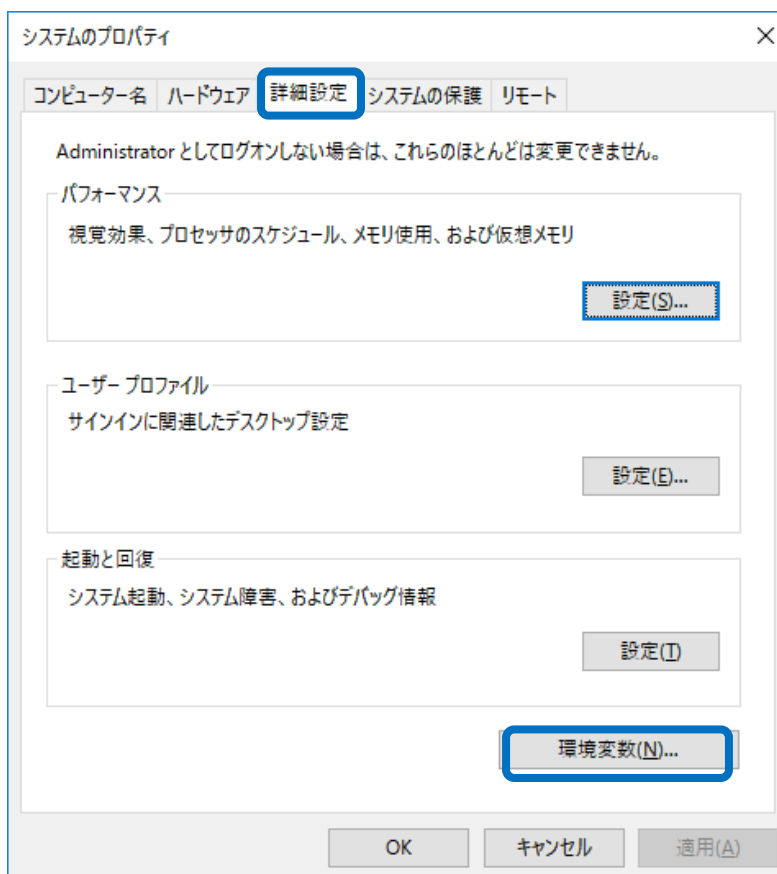 システムのプロパティ
コンピューター名 ハードウェア 詳細設定 システムの保護 リモート
Administrator としてログオンしない場合は、これらのほとんどは変更できません。
パフォーマンス
視覚効果、プロセッサのスケジュール、メモリ使用、および仮想メモリ
設定(S)...
ユーザー プロファイル
サインインに関連したデスクトップ設定
設定(E)...
起動と回復
システム起動、システム障害、およびデバッグ情報
設定(T)
環境変数(N)...
OK キャンセル 適用(A)